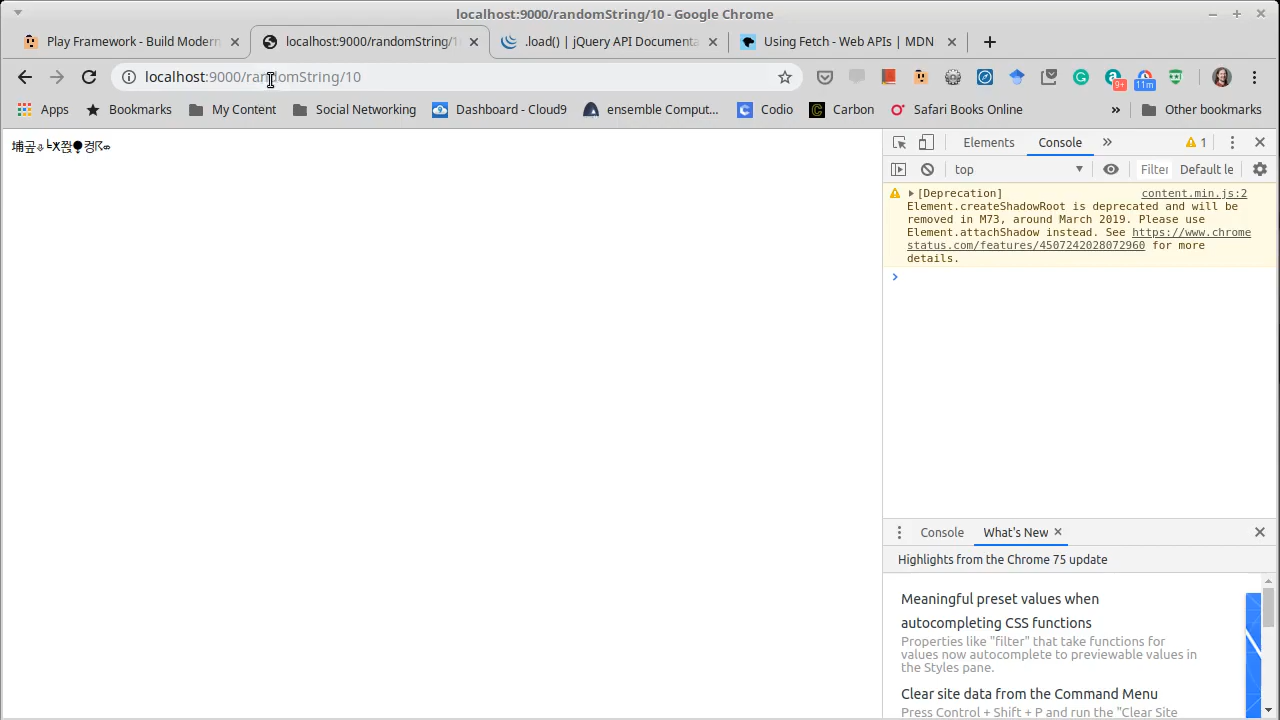 localhost:9000/randomString/10 - Google Chrome
Play Framework - Build Modern
localhost:9000/randomString/1
.load() | jQuery API Documenta
Using Fetch - Web APIs | MDN
localhost:9000/randomString/10
9+
11m
Apps
Bookmarks
My Content
Social Networking
Dashboard - Cloud9
ensemble Comput...
Codio
Carbon
Safari Books Online
»
Other bookmarks
Elements
Console
»
1
top
Filter
Default le
[Deprecation]
content.min.js:2
Element.createShadowRoot is deprecated and will be
removed in M73, around March 2019. Please use
Element.attachShadow instead. See https://www.chrome
status.com/features/4507242028072960 for more
details.
Console
What's New
Highlights from the Chrome 75 update
Meaningful preset values when
autocompleting CSS functions
Properties like "filter" that take functions for
values now autocomplete to previewable values in
the Styles pane.
Clear site data from the Command Menu
Press Control + Shift + P and run the "Clear Site